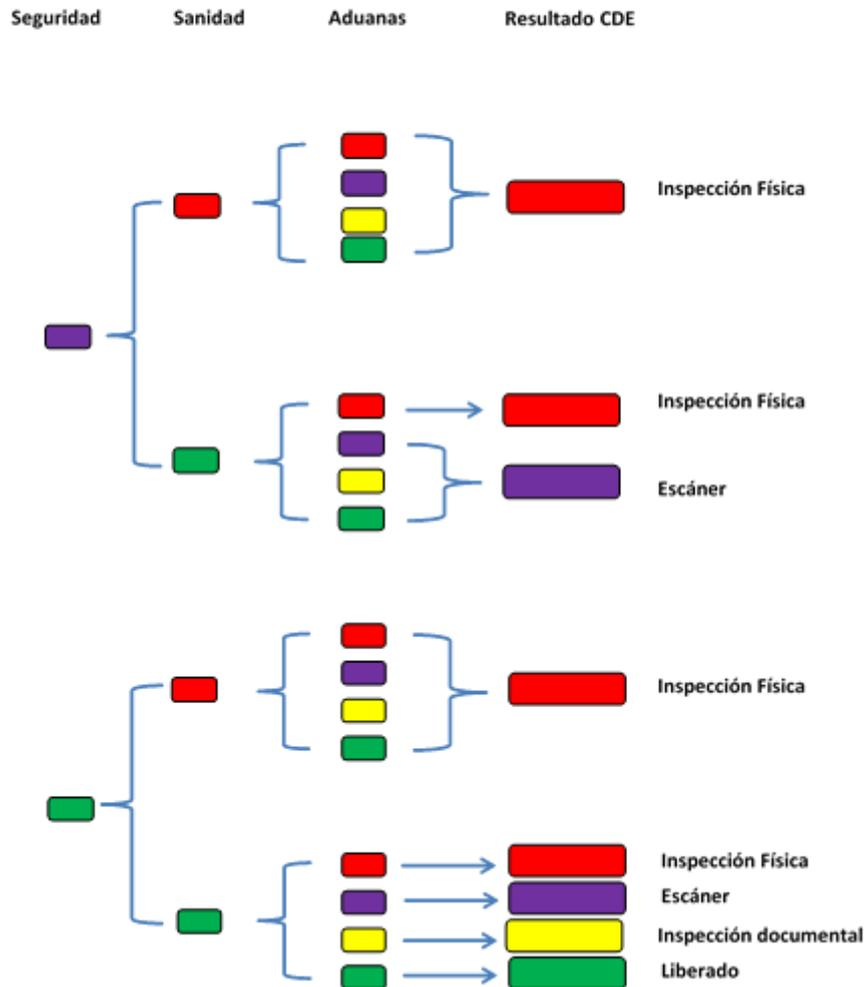 Seguridad Sanidad Aduanas Resultado CDE
Inspección Física
Inspección Física
Escáner
Inspección Física
Inspección Física
Escáner
Inspección documental
Liberado